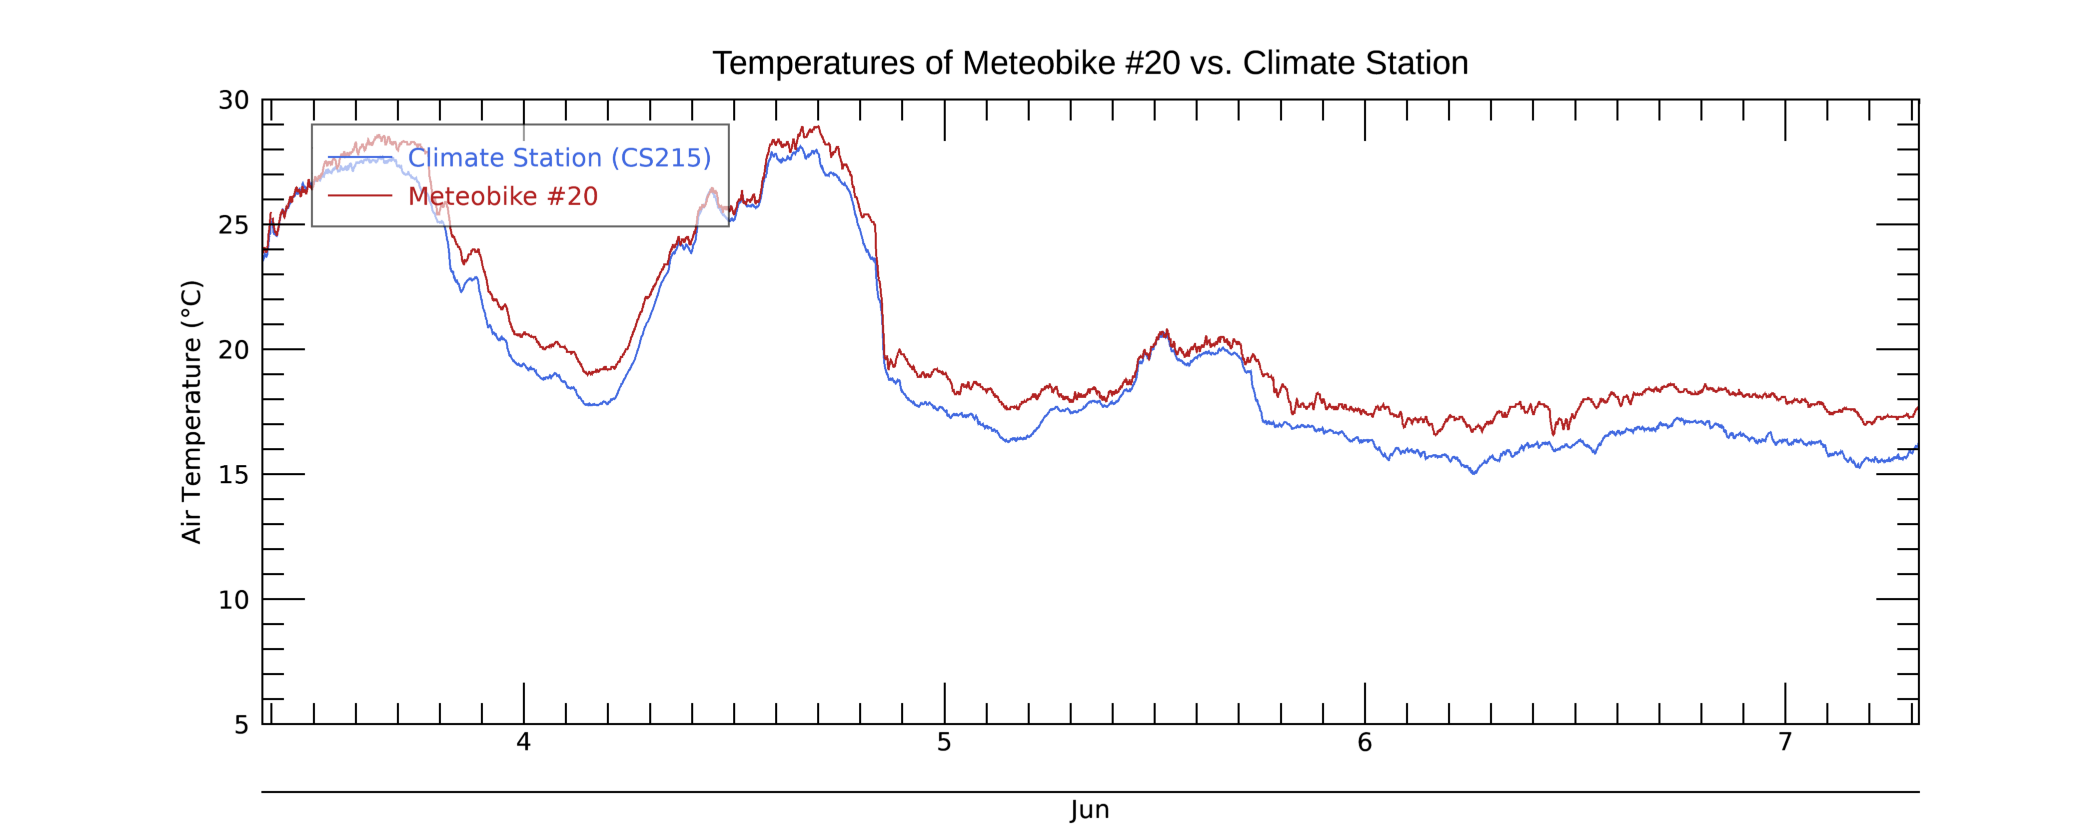 Temperatures of Meteobike #20 vs. Climate Station
30
25
20
15
10
5
Air Temperature (°C)
Climate Station (CS215)
Meteobike #20
4
5
6
7
Jun